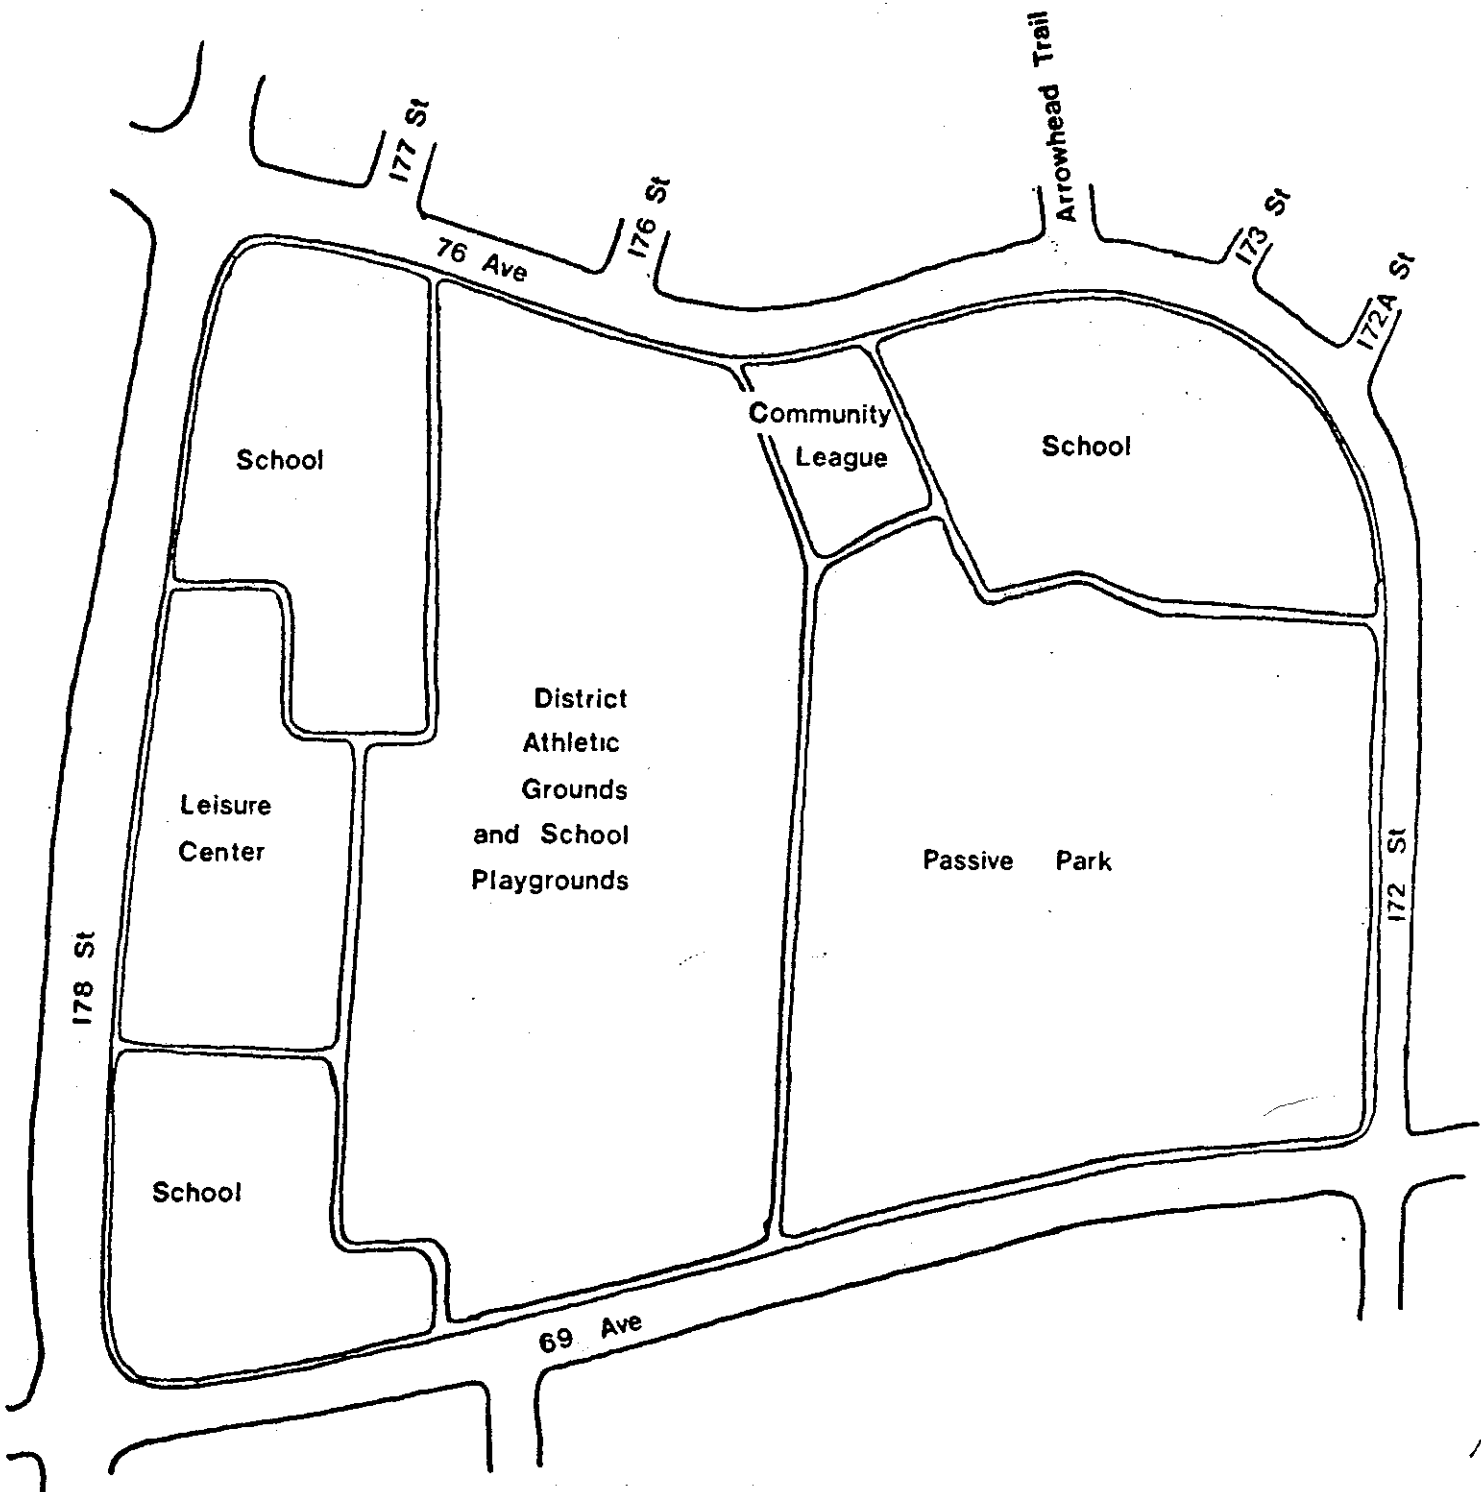 Arrowhead Trail
177 St
176 St
173 St
172A St
76 Ave
Community
League
School
School
District
Athletic
Grounds
and School
Playgrounds
Leisure
Center
Passive Park
172 St
178 St
School
69 Ave